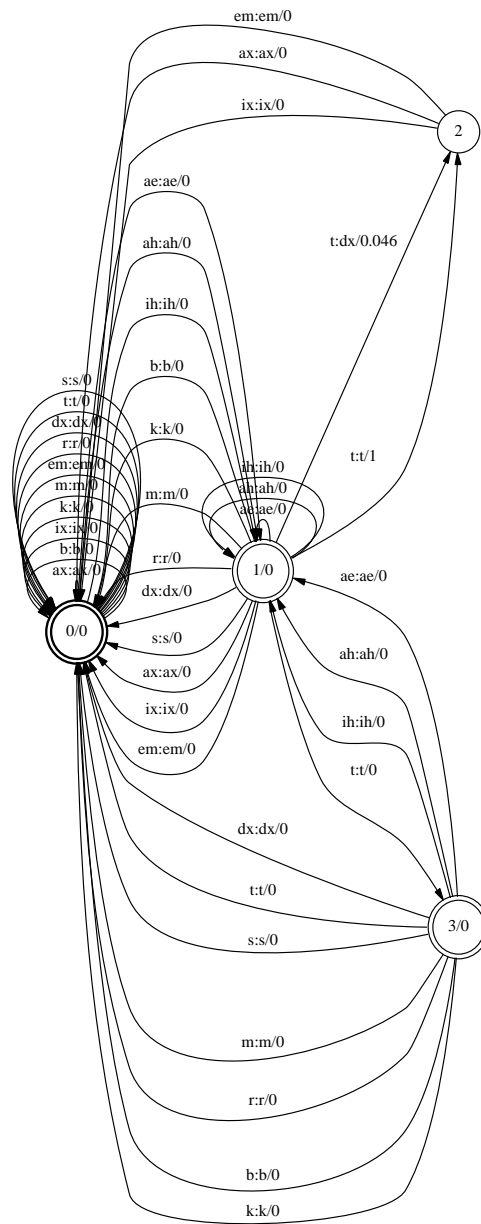 em:em/0
ax:ax/0
ix:ix/0
2
ae:ae/0
t:dx/0.046
ah:ah/0
ih:ih/0
b:b/0
s:s/0
t:t/0
dx:dx/0
r:r/0
em:em/0
m:m/0
k:k/0
ix:ix/0
b:b/0
ax:ax/0
k:k/0
t:t/1
ih:ih/0
ah:ah/0
ae:ae/0
m:m/0
r:r/0
1/0
dx:dx/0
ae:ae/0
0/0
s:s/0
ah:ah/0
ax:ax/0
ix:ix/0
ih:ih/0
em:em/0
t:t/0
dx:dx/0
t:t/0
3/0
s:s/0
m:m/0
r:r/0
b:b/0
k:k/0